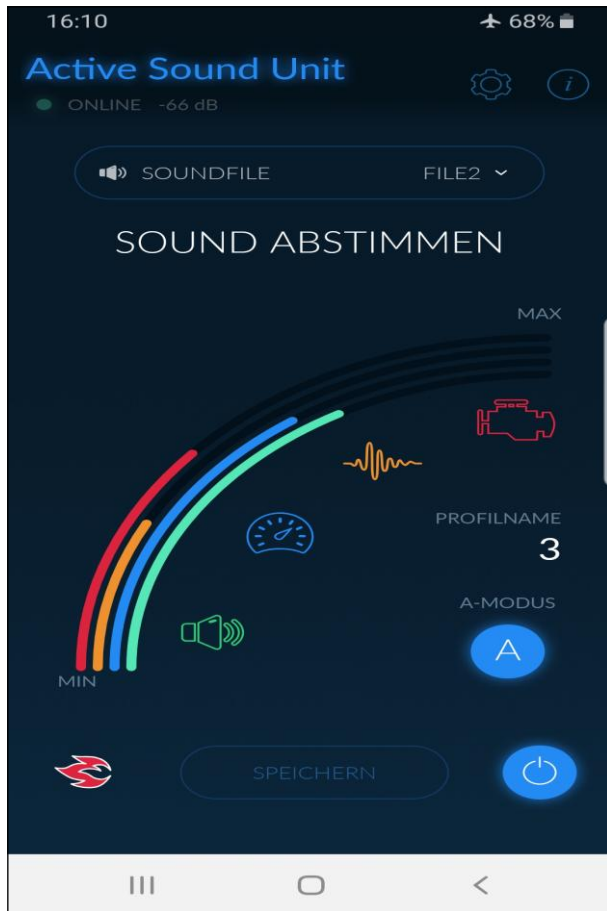 16:10 68%
Active Sound Unit
ONLINE -66 dB
SOUNDFILE FILE2
SOUND ABSTIMMEN
MAX
PROFILNAME
3
A-MODUS
A
MIN
SPEICHERN